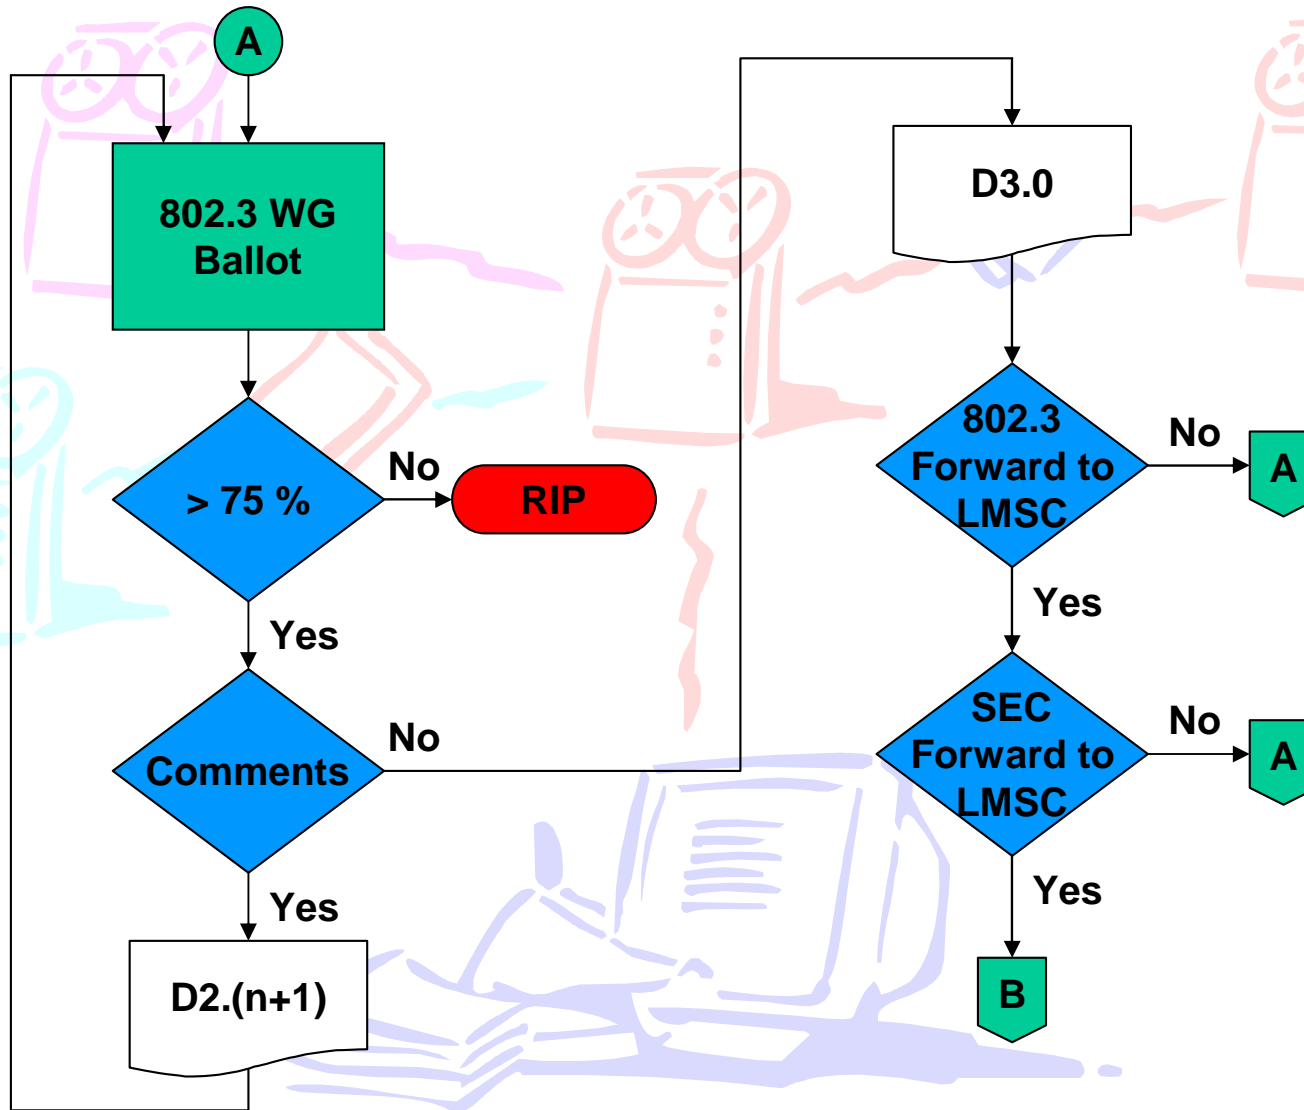 A
802.3 WG
Ballot
> 75 %
No
RIP
Yes
Comments
No
Yes
D2.(n+1)
D3.0
802.3
Forward to
LMSC
No
A
Yes
SEC
Forward to
LMSC
No
A
Yes
B